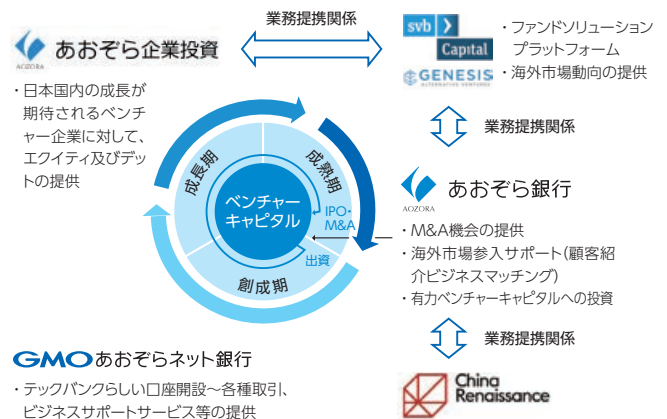 業務提携関係
あおぞら企業投資
AOZORA
・日本国内の成長が
期待されるベンチ
ャー企業に対して、
エクイティ及びデッ
トの提供
svb
Capital
GENESIS
ALTERNATIVE VENTURES
・ファンドソリューション
プラットフォーム
・海外市場動向の提供
業務提携関係
成長期
成熟期
創成期
ベンチャー
キャピタル
IPO・
M&A
出資
あおぞら銀行
AOZORA
・M&A機会の提供
・海外市場参入サポート(顧客紹
介ビジネスマッチング)
・有力ベンチャーキャピタルへの投資
業務提携関係
China
Renaissance
GMOあおぞらネット銀行
・テックバンクらしい口座開設~各種取引、
ビジネスサポートサービス等の提供